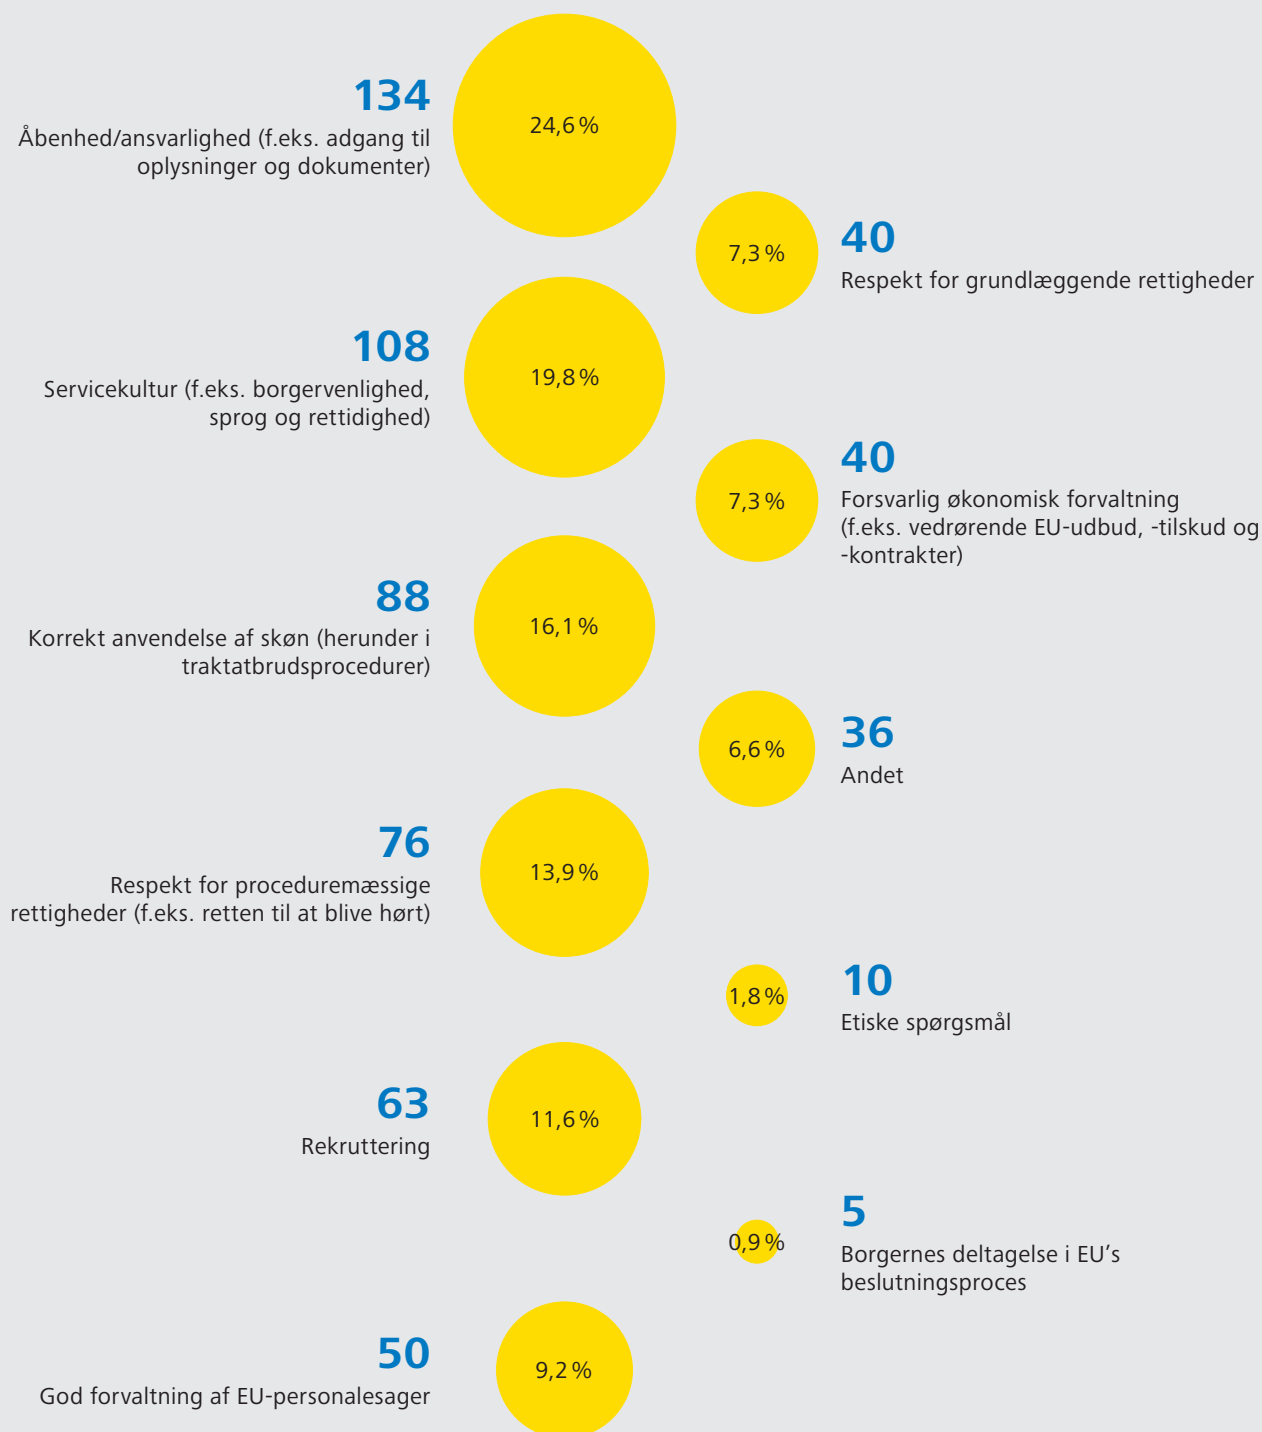 134
Åbenhed/ansvarlighed (f.eks. adgang til
oplysninger og dokumenter)
24,6 %
7,3 %
40
Respekt for grundlæggende rettigheder
108
Servicekultur (f.eks. borgervenlighed,
sprog og rettidighed)
19,8 %
7,3 %
40
Forsvarlig økonomisk forvaltning
(f.eks. vedrørende EU-udbud, -tilskud og
-kontrakter)
88
Korrekt anvendelse af skøn (herunder i
traktatbrudsprocedurer)
16,1 %
6,6 %
36
Andet
76
Respekt for proceduremæssige
rettigheder (f.eks. retten til at blive hørt)
13,9 %
1,8 %
10
Etiske spørgsmål
63
Rekruttering
11,6 %
0,9 %
5
Borgernes deltagelse i EU’s
beslutningsproces
50
God forvaltning af EU-personalesager
9,2 %